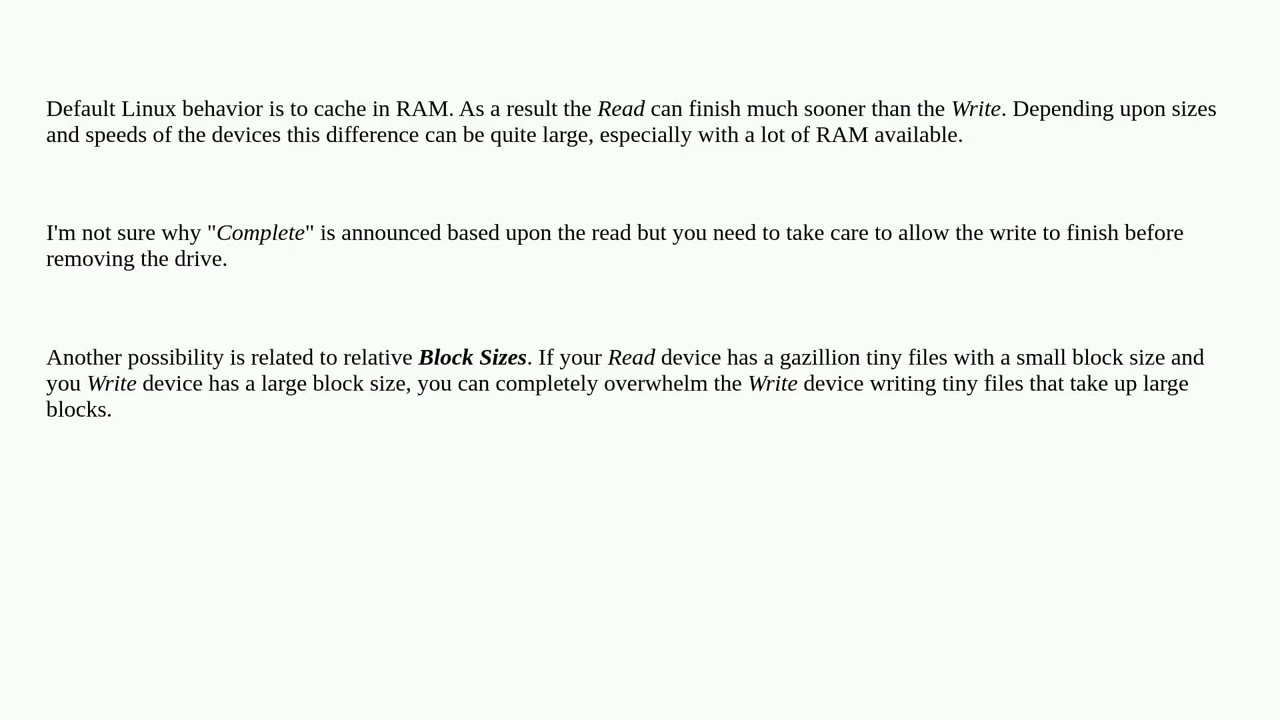 Default Linux behavior is to cache in RAM. As a result the Read can finish much sooner than the Write. Depending upon sizes
and speeds of the devices this difference can be quite large, especially with a lot of RAM available.
I'm not sure why "Complete" is announced based upon the read but you need to take care to allow the write to finish before
removing the drive.
Another possibility is related to relative Block Sizes. If your Read device has a gazillion tiny files with a small block size and
you Write device has a large block size, you can completely overwhelm the Write device writing tiny files that take up large
blocks.